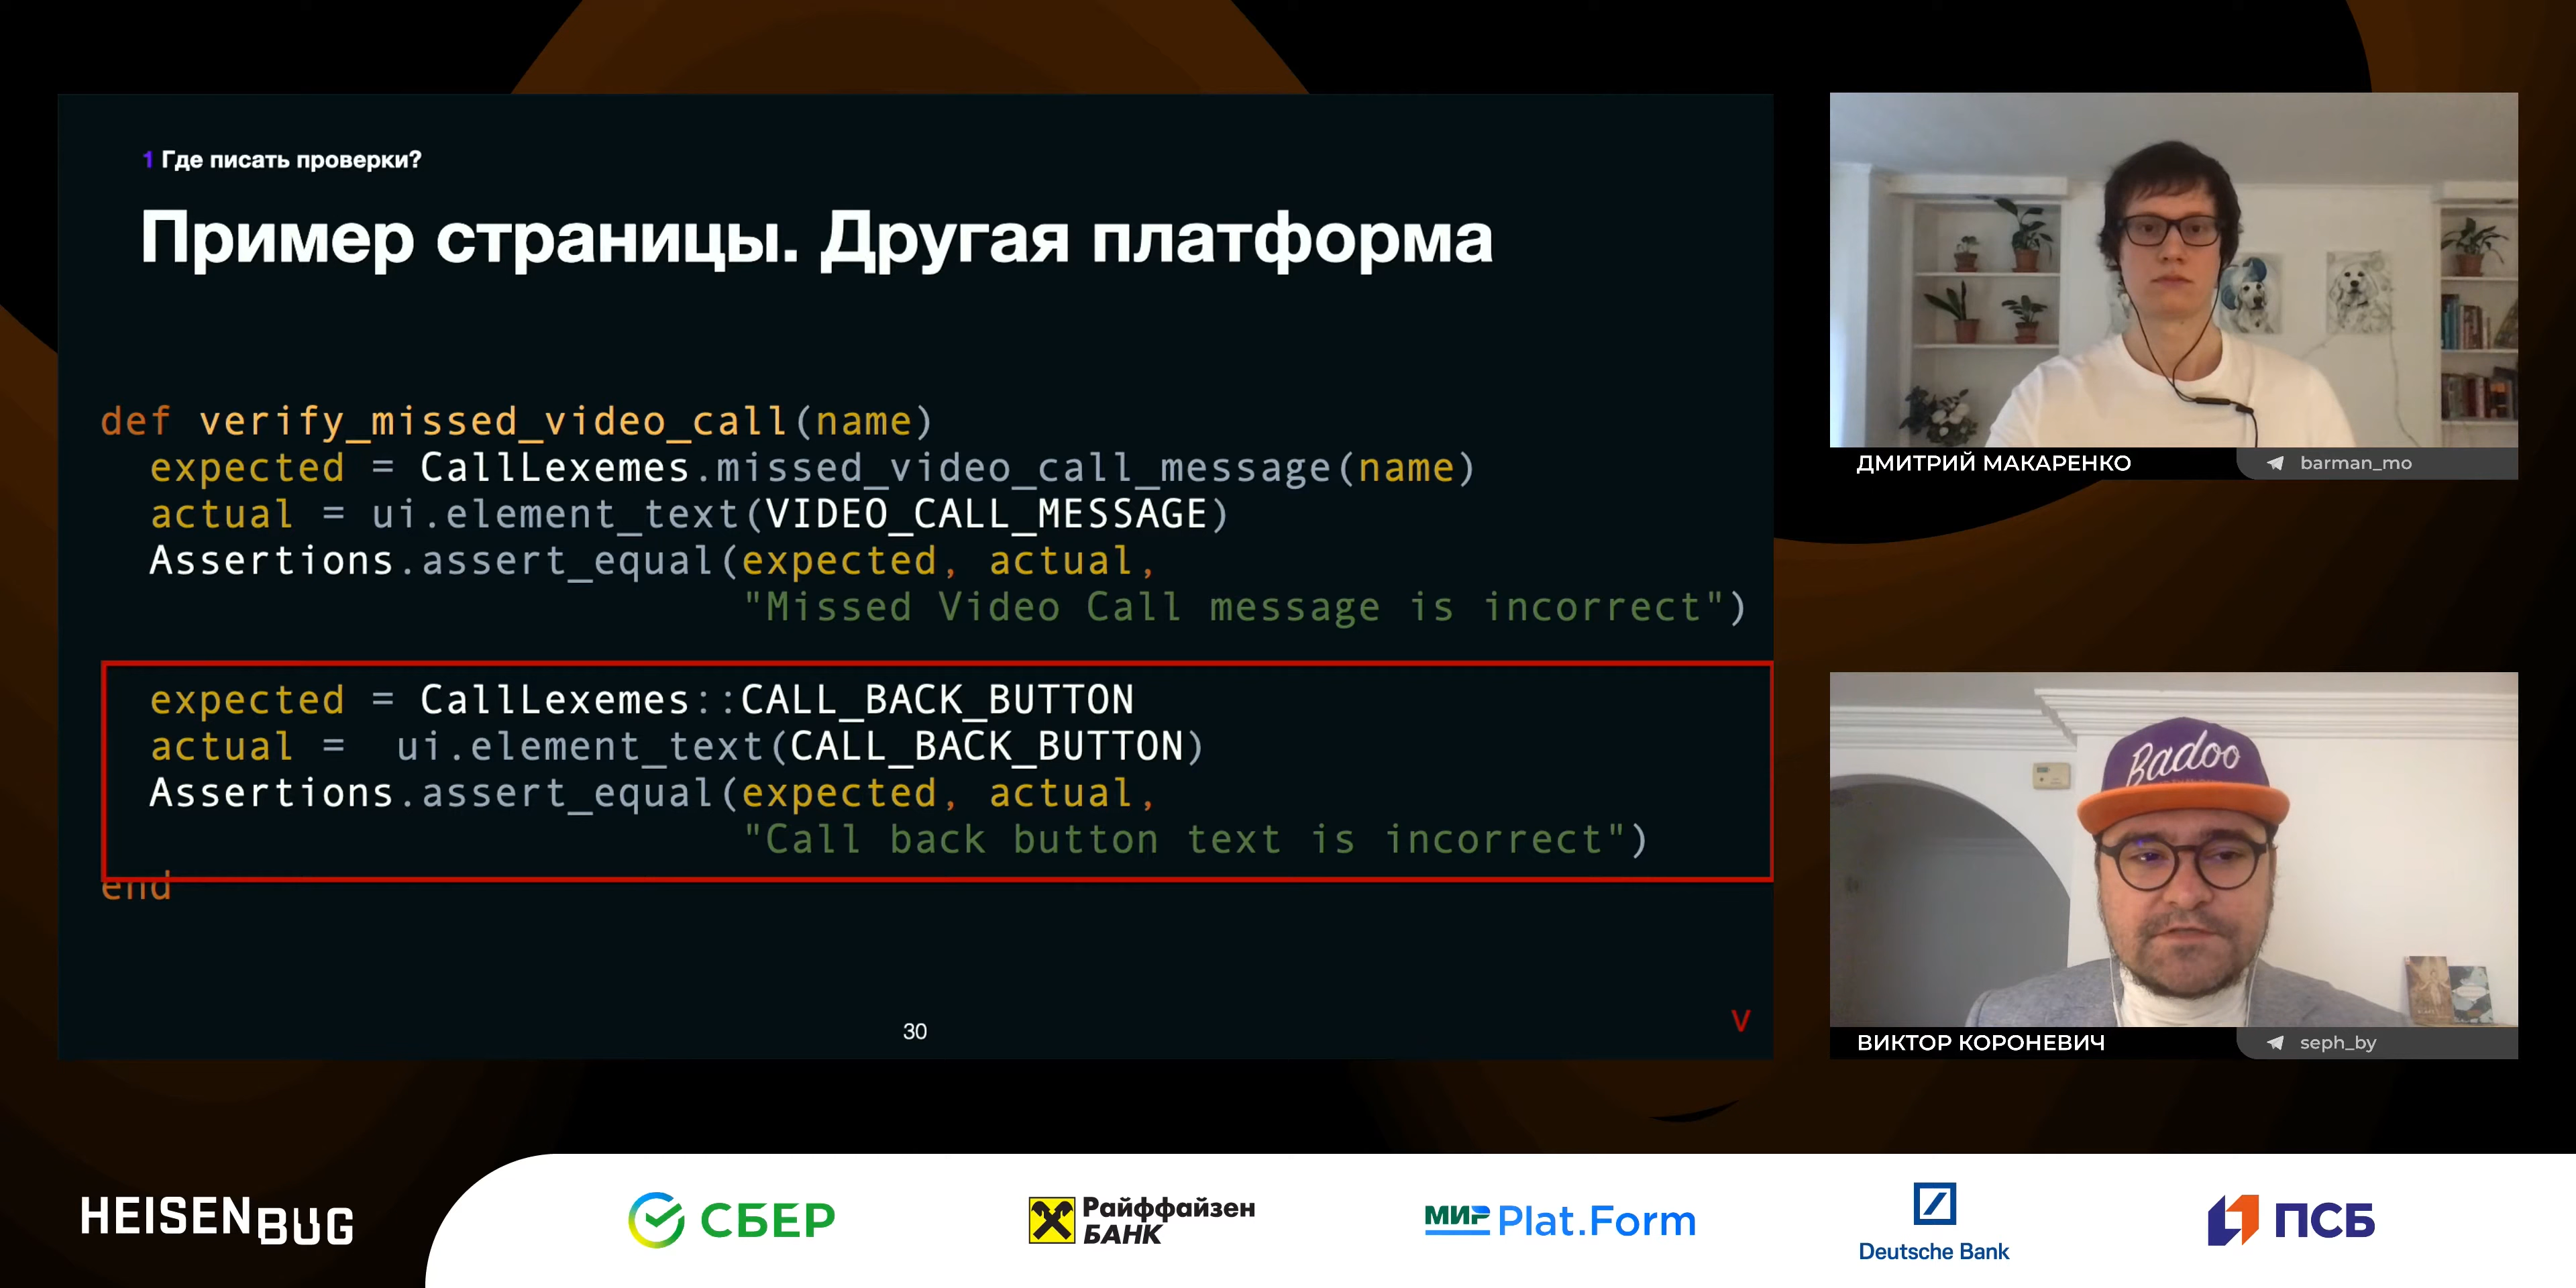 1 Где писать проверки?
Пример страницы. Другая платформа
def verify_missed_video_call(name)
expected = CallLexemes.missed_video_call_message(name)
actual = ui.element_text(VIDEO_CALL_MESSAGE)
Assertions.assert_equal(expected, actual,
"Missed Video Call message is incorrect")
expected = CallLexemes::CALL_BACK_BUTTON
actual = ui.element_text(CALL_BACK_BUTTON)
Assertions.assert_equal(expected, actual,
"Call back button text is incorrect")
end
30
V
ДМИТРИЙ МАКАРЕНКО
barman_mo
Badoo
ВИКТОР КОРОНЕВИЧ
seph_by
HEISENBUG
СБЕР
Райффайзен
БАНК
МИР Plat.Form
Deutsche Bank
ПСБ